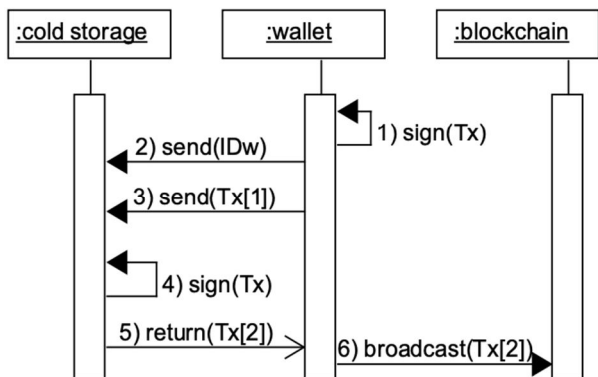 :cold storage
:wallet
:blockchain
1) sign(Tx)
2) send(IDw)
3) send(Tx[1])
4) sign(Tx)
5) return(Tx[2])
6) broadcast(Tx[2])